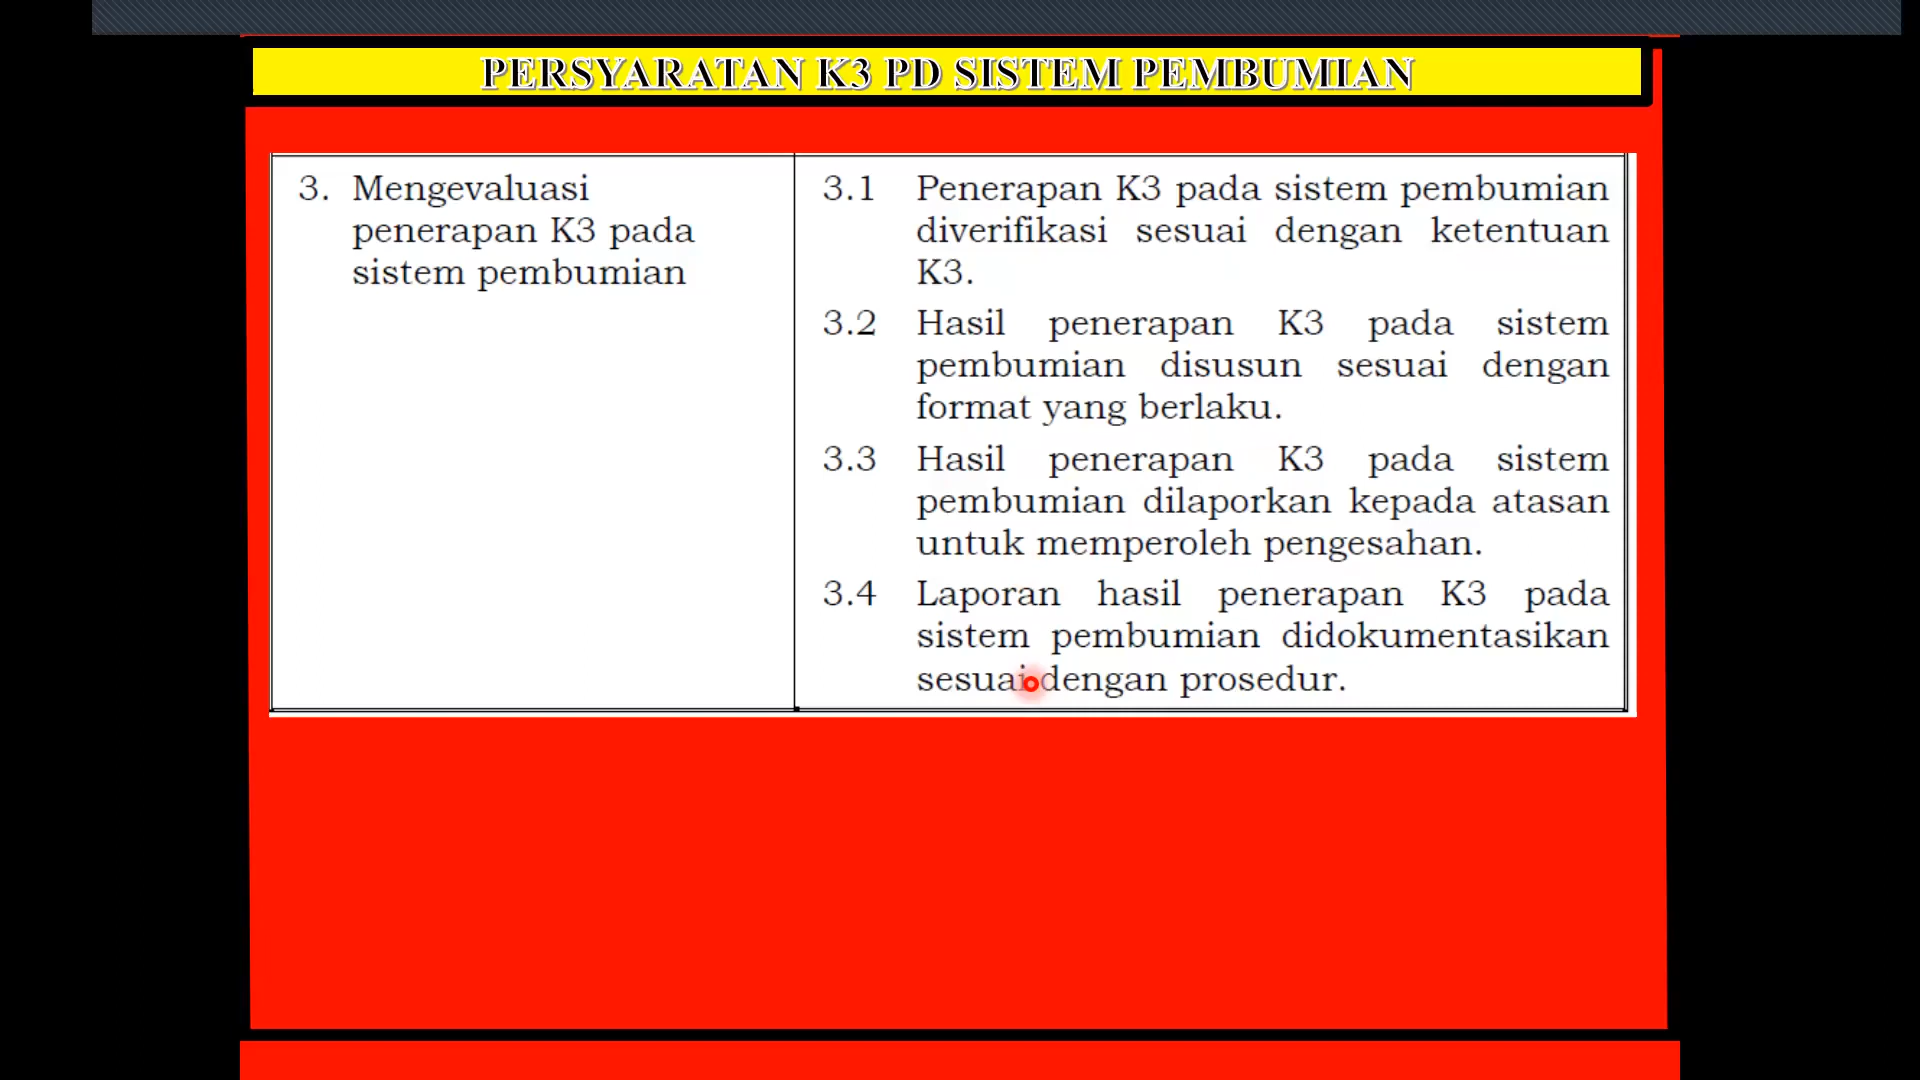 PERSYARATAN K3 PD SISTEM PEMBUMIAN
3. Mengevaluasi
penerapan K3 pada
sistem pembumian
3.1 Penerapan K3 pada sistem pembumian
diverifikasi sesuai dengan ketentuan
K3.
3.2 Hasil penerapan K3 pada sistem
pembumian disusun sesuai dengan
format yang berlaku.
3.3 Hasil penerapan K3 pada sistem
pembumian dilaporkan kepada atasan
untuk memperoleh pengesahan.
3.4 Laporan hasil penerapan K3 pada
sistem pembumian didokumentasikan
sesuai dengan prosedur.